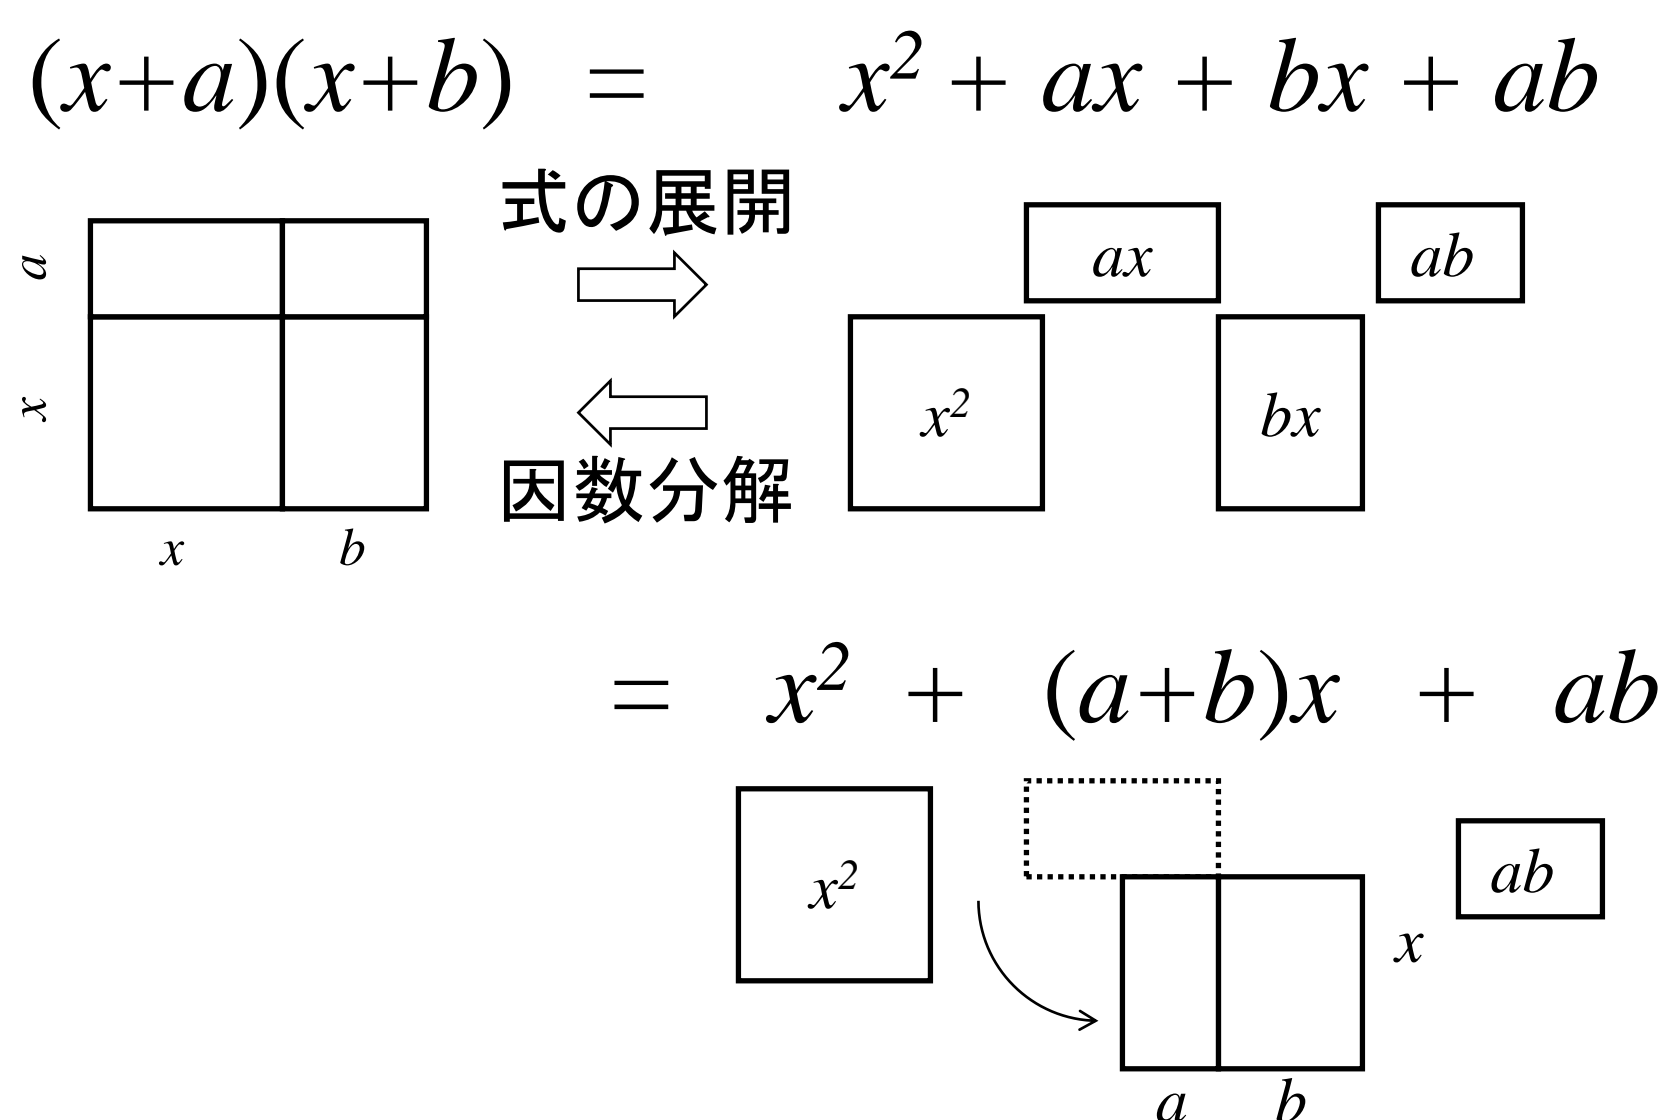 (x+a)(x+b) = x² + ax + bx + ab
式の展開
a
ax
ab
x
x²
bx
因数分解
x
b
= x² + (a+b)x + ab
x²
ab
x
a
b